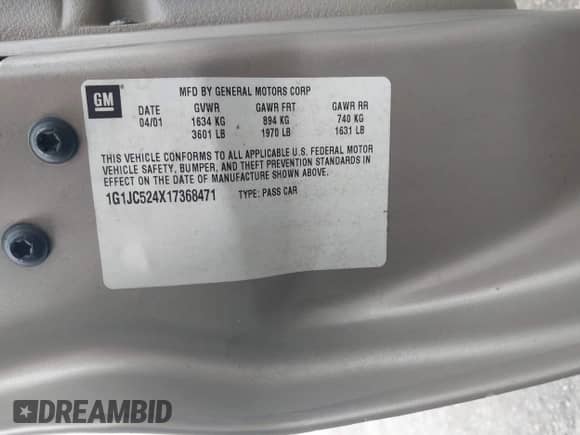 GM
MFD BY GENERAL MOTORS CORP
DATE GVWR GAWR FRT GAWR RR
04/01 1634 KG 894 KG 740 KG
3601 LB 1970 LB 1631 LB
THIS VEHICLE CONFORMS TO ALL APPLICABLE U.S. FEDERAL MOTOR
VEHICLE SAFETY, BUMPER, AND THEFT PREVENTION STANDARDS IN
EFFECT ON THE DATE OF MANUFACTURE SHOWN ABOVE.
1G1JC524X17368471 TYPE: PASS CAR
DREAMBID